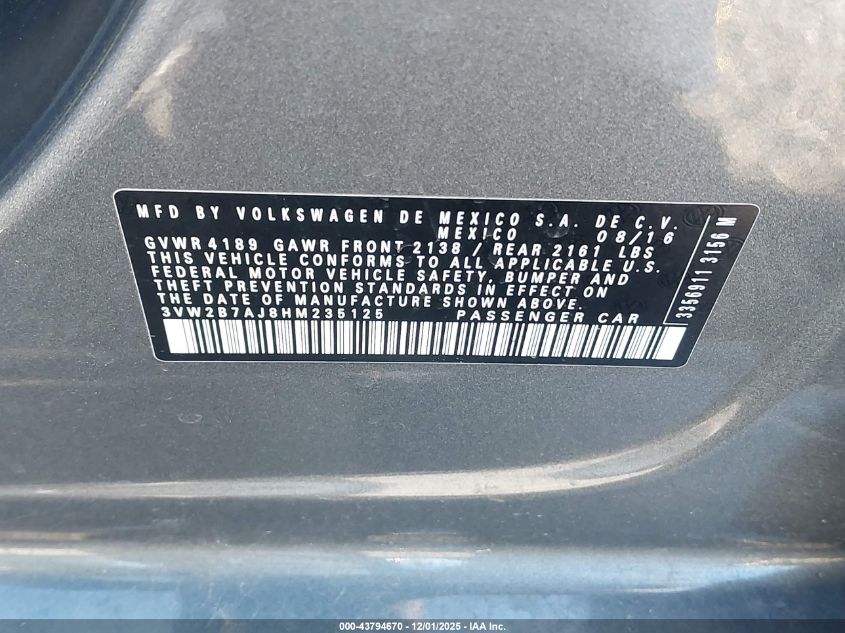 MFD BY VOLKSWAGEN DE MEXICO S.A. DE C.V.
MEXICO 08/16
GVWR 4189 GAWR FRONT 2138 / REAR 2161 LBS
THIS VEHICLE CONFORMS TO ALL APPLICABLE U.S.
FEDERAL MOTOR VEHICLE SAFETY, BUMPER AND
THEFT PREVENTION STANDARDS IN EFFECT ON
THE DATE OF MANUFACTURE SHOWN ABOVE.
3VW2B7AJ8HM235125 PASSENGER CAR
3356911 3156 M
000-43794670 - 12/01/2025 - IAA Inc.